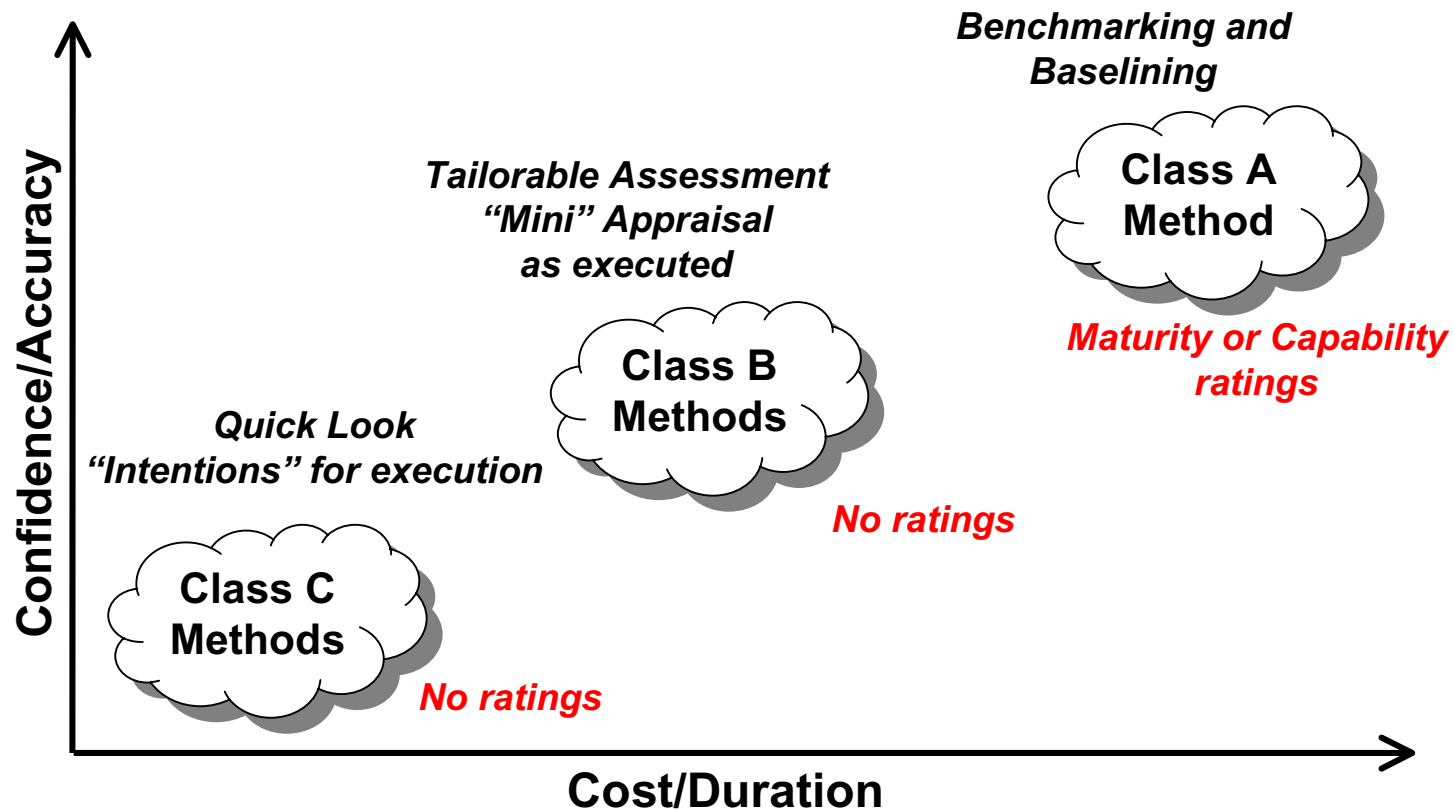 Benchmarking and
Baselining
Class A
Method
Maturity or Capability
ratings
Tailorable Assessment
“Mini” Appraisal
as executed
Class B
Methods
No ratings
Quick Look
“Intentions” for execution
Class C
Methods
No ratings
Confidence/Accuracy
Cost/Duration